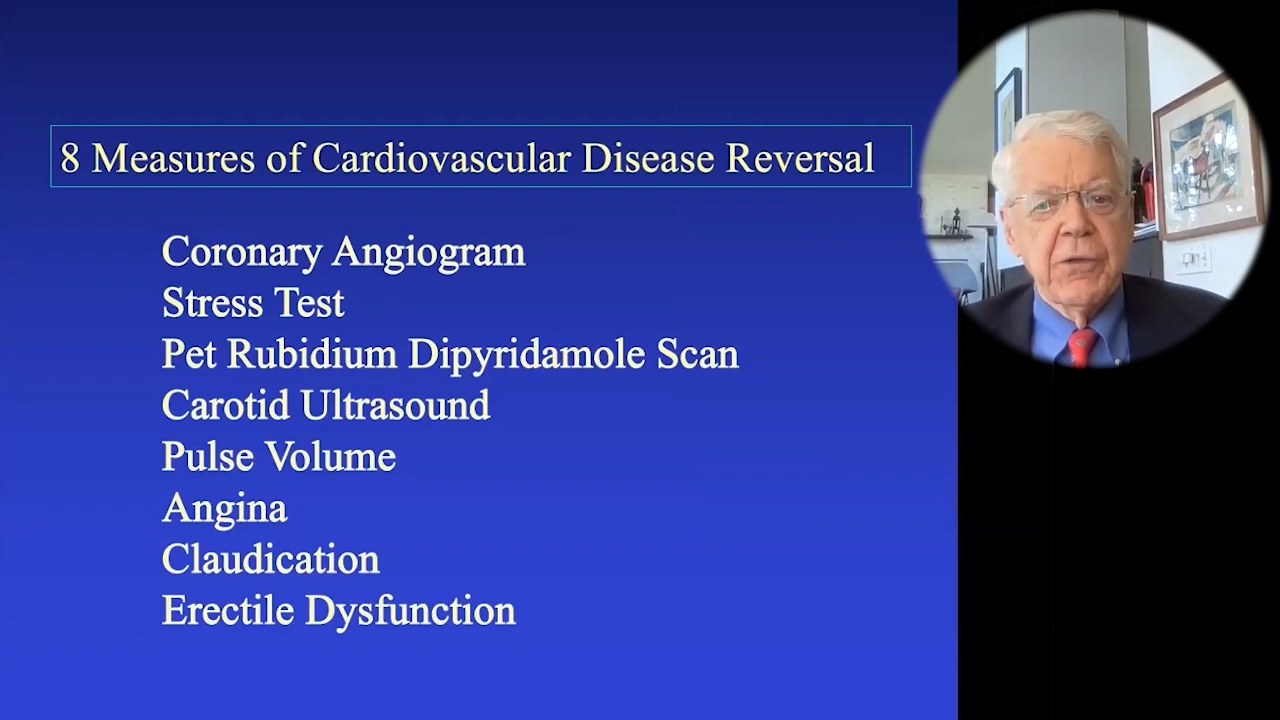 8 Measures of Cardiovascular Disease Reversal
Coronary Angiogram
Stress Test
Pet Rubidium Dipyridamole Scan
Carotid Ultrasound
Pulse Volume
Angina
Claudication
Erectile Dysfunction